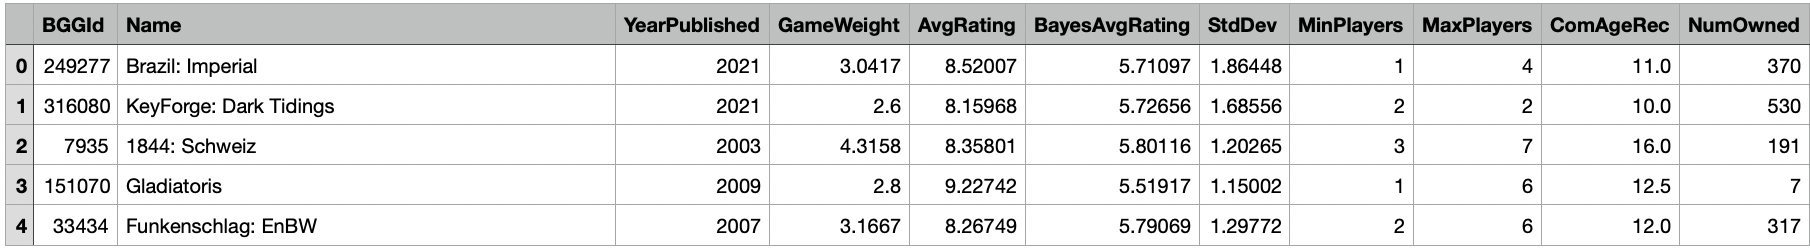 BGGId Name YearPublished GameWeight AvgRating BayesAvgRating StdDev MinPlayers MaxPlayers ComAgeRec NumOwned
0 249277 Brazil: Imperial 2021 3.0417 8.52007 5.71097 1.86448 1 4 11.0 370
1 316080 KeyForge: Dark Tidings 2021 2.6 8.15968 5.72656 1.68556 2 2 10.0 530
2 7935 1844: Schweiz 2003 4.3158 8.35801 5.80116 1.20265 3 7 16.0 191
3 151070 Gladiatoris 2009 2.8 9.22742 5.51917 1.15002 1 6 12.5 7
4 33434 Funkenschlag: EnBW 2007 3.1667 8.26749 5.79069 1.29772 2 6 12.0 317